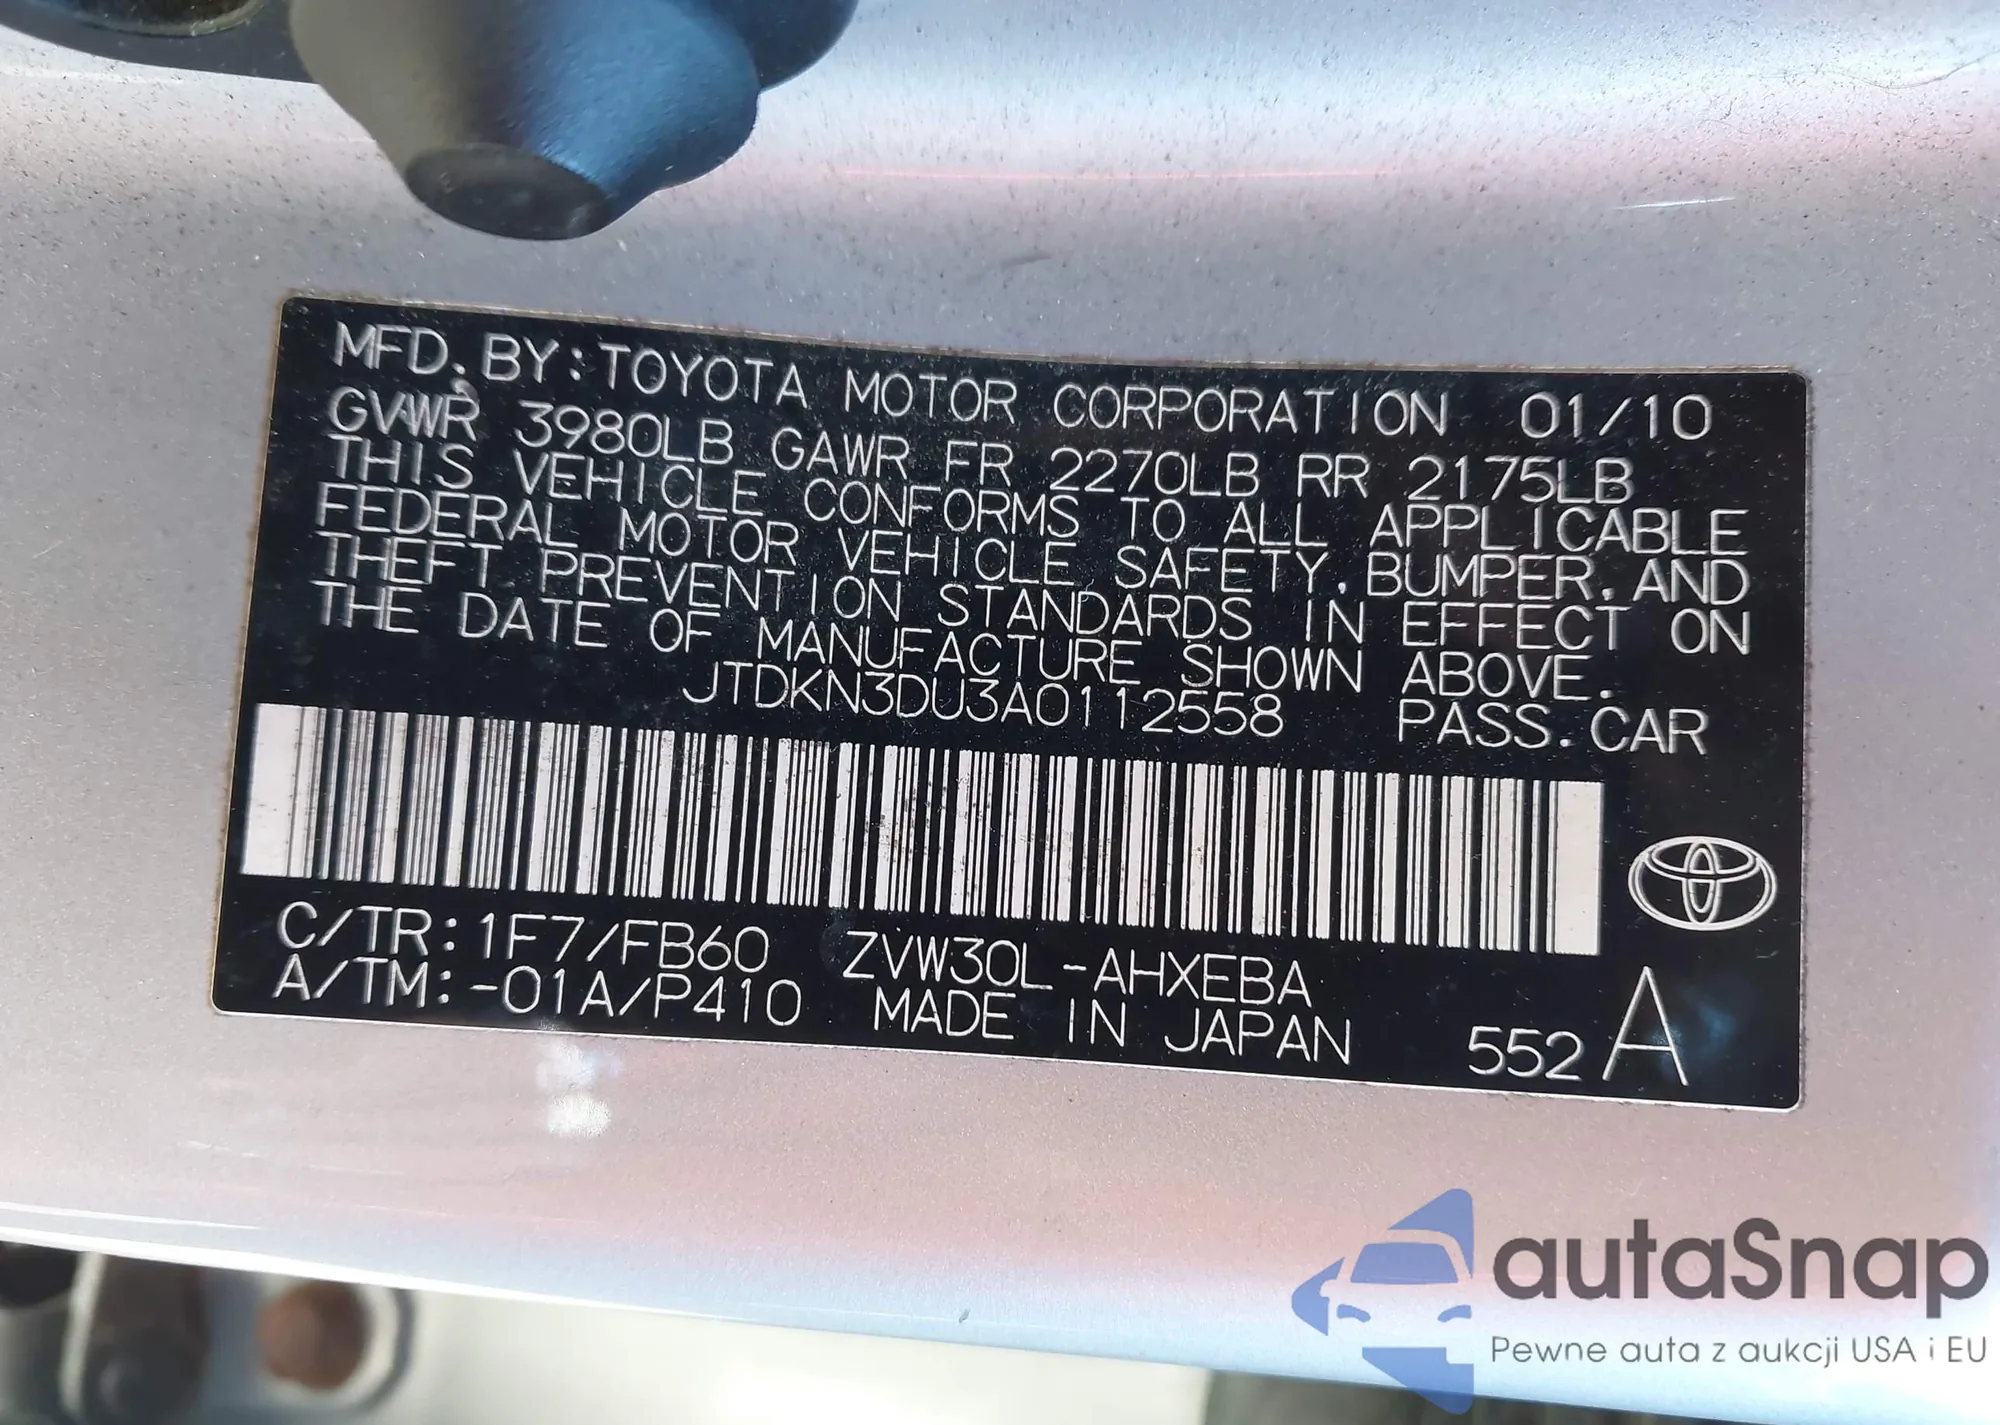 MFD. BY: TOYOTA MOTOR CORPORATION 01/10
GVWR 3980LB GAWR FR 2270LB RR 2175LB
THIS VEHICLE CONFORMS TO ALL APPLICABLE
FEDERAL MOTOR VEHICLE SAFETY, BUMPER, AND
THEFT PREVENTION STANDARDS IN EFFECT ON
THE DATE OF MANUFACTURE SHOWN ABOVE.
JTDKN3DU3A0112558 PASS. CAR
C/TR: 1F7/FB60 ZVW30L-AHXEBA
A/TM: -01A/P410 MADE IN JAPAN 552 A
autaSnap
Pewne auta z aukcji USA i EU